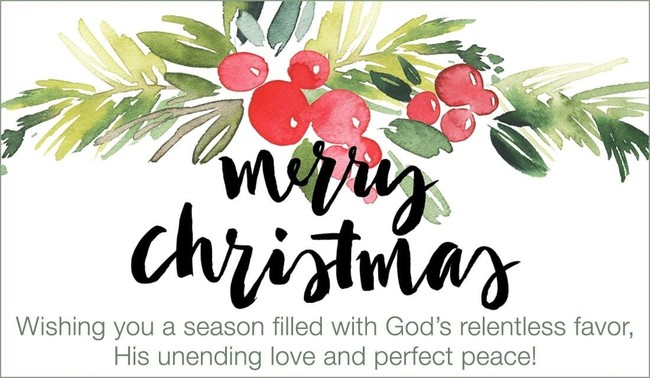 merry
christmas
Wishing you a season filled with God's relentless favor,
His unending love and perfect peace!